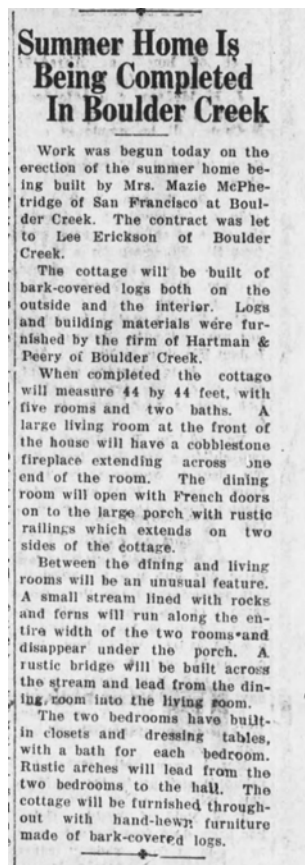 Summer Home Is
Being Completed
In Boulder Creek
Work was begun today on the
erection of the summer home be-
ing built by Mrs. Mazie McPhe-
tridge of San Francisco at Boul-
der Creek. The contract was let
to Lee Erickson of Boulder
Creek.
The cottage will be built of
bark-covered logs both on the
outside and the interior. Logs
and building materials were fur-
nished by the firm of Hartman &
Peery of Boulder Creek.
When completed the cottage
will measure 44 by 44 feet, with
five rooms and two baths. A
large living room at the front of
the house will have a cobblestone
fireplace extending across one
end of the room. The dining
room will open with French doors
on to the large porch with rustic
railings which extends on two
sides of the cottage.
Between the dining and living
rooms will be an unusual feature.
A small stream lined with rocks
and ferns will run along the en-
tire width of the two rooms and
disappear under the porch. A
rustic bridge will be built across
the stream and lead from the din-
ing room into the living room.
The two bedrooms have built-
in closets and dressing tables,
with a bath for each bedroom.
Rustic arches will lead from the
two bedrooms to the hall. The
cottage will be furnished through-
out with hand-hewn furniture
made of bark-covered logs.